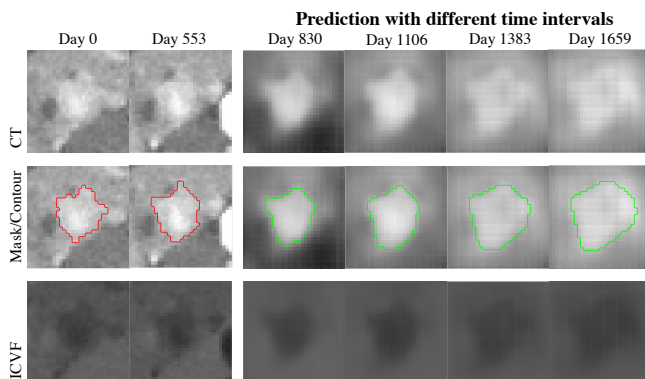 Prediction with different time intervals
Day 0 Day 553 Day 830 Day 1106 Day 1383 Day 1659
CT
Mask/Contour
ICVF